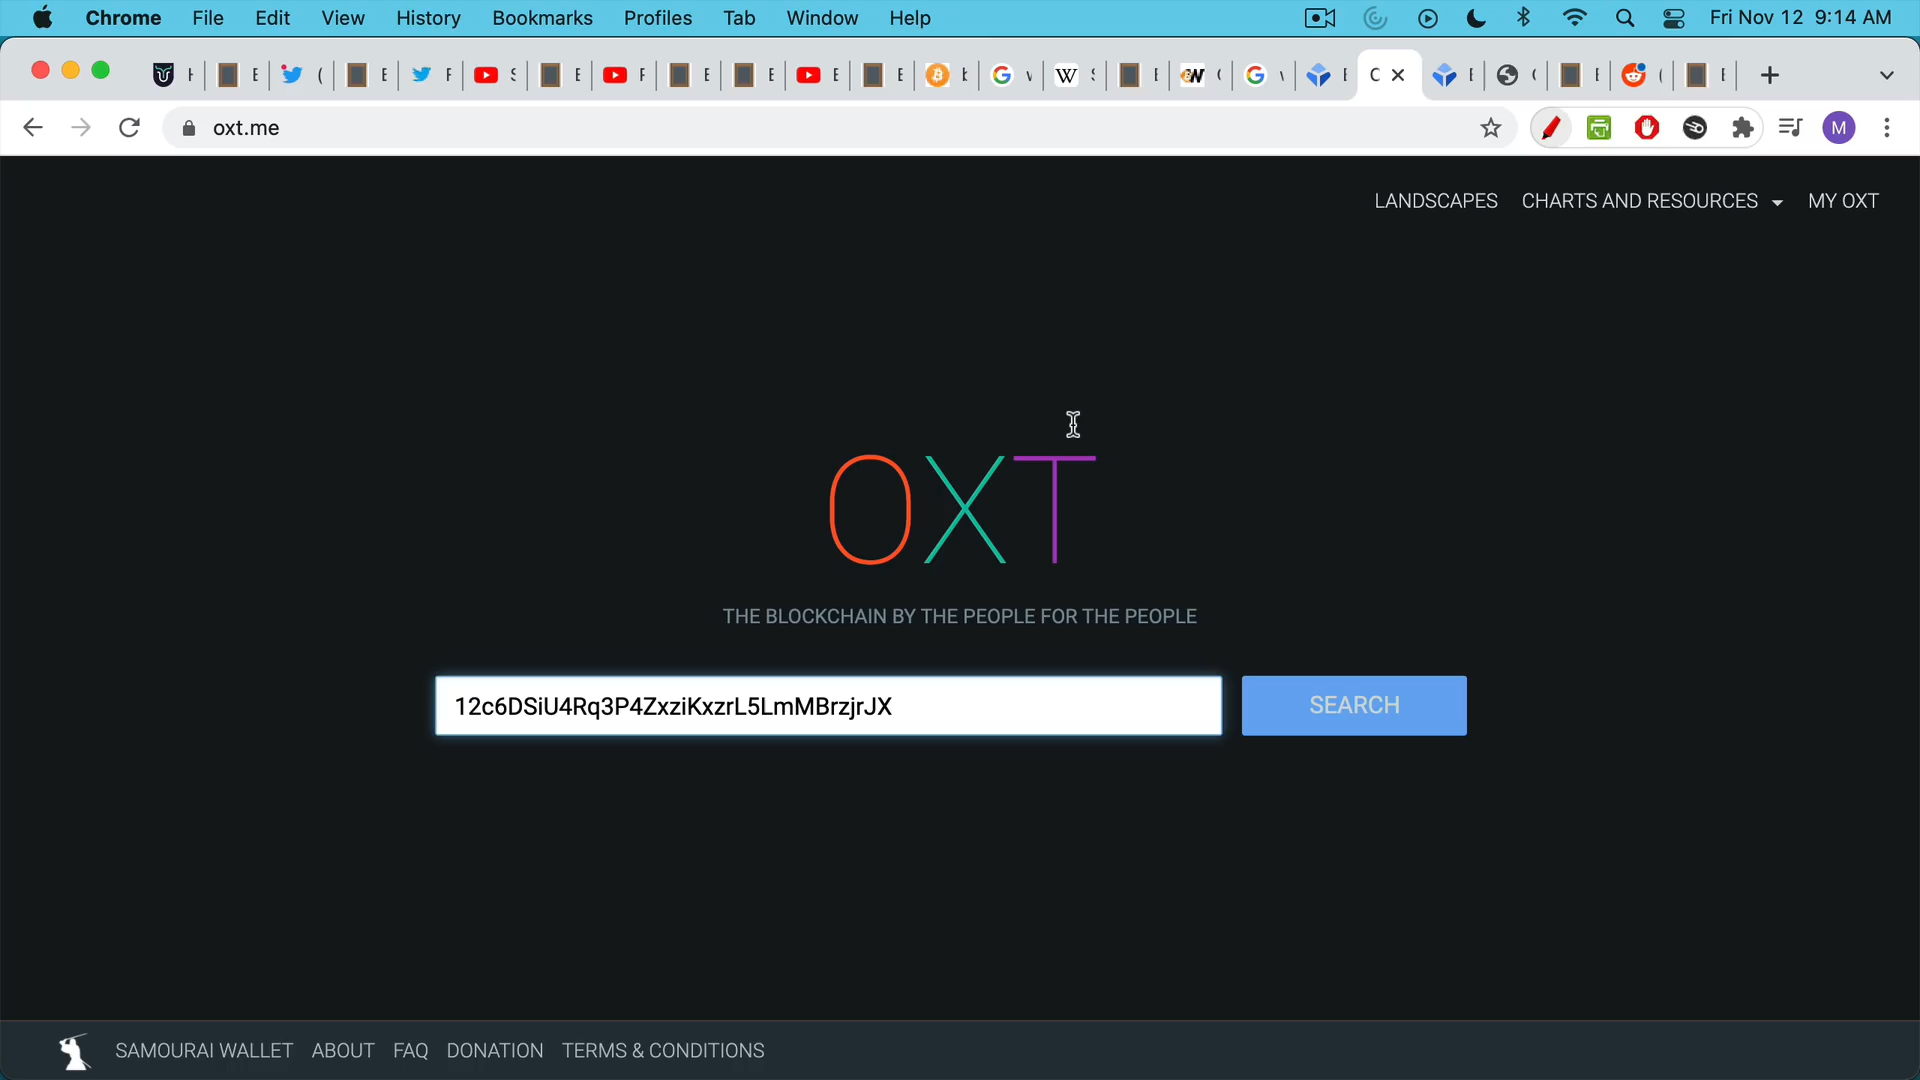 Chrome File Edit View History Bookmarks Profiles Tab Window Help Fri Nov 12 9:14 AM
oxt.me
M
LANDSCAPES CHARTS AND RESOURCES MY OXT
OXT
THE BLOCKCHAIN BY THE PEOPLE FOR THE PEOPLE
12c6DSiU4Rq3P4ZxziKxzrL5LmMBrzjrJX
SEARCH
SAMOURAI WALLET ABOUT FAQ DONATION TERMS & CONDITIONS